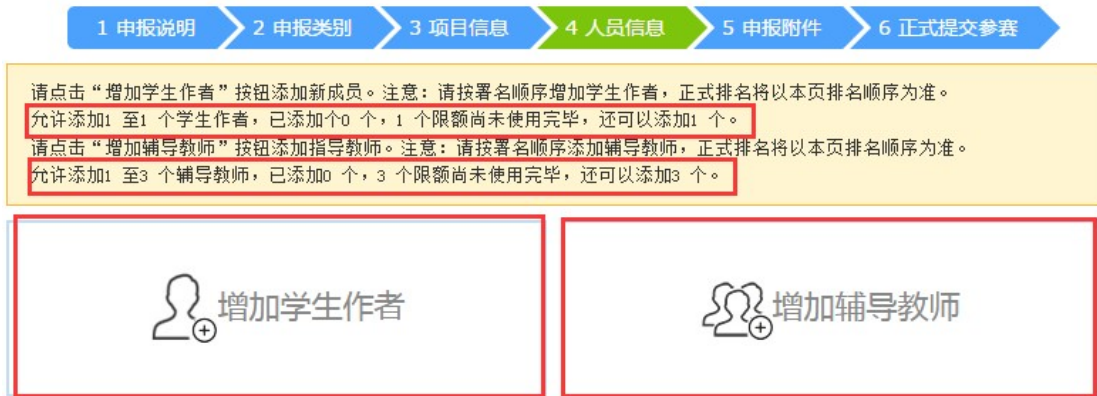 1 申报说明 2 申报类别 3 项目信息 4 人员信息 5 申报附件 6 正式提交参赛
请点击“增加学生作者”按钮添加新成员。注意：请按署名顺序增加学生作者，正式排名将以本页排名顺序为准。
允许添加1 至1 个学生作者，已添加个0 个，1 个限额尚未使用完毕，还可以添加1 个。
请点击“增加辅导教师”按钮添加指导教师。注意：请按署名顺序添加辅导教师，正式排名将以本页排名顺序为准。
允许添加1 至3 个辅导教师，已添加0 个，3 个限额尚未使用完毕，还可以添加3 个。
增加学生作者 增加辅导教师